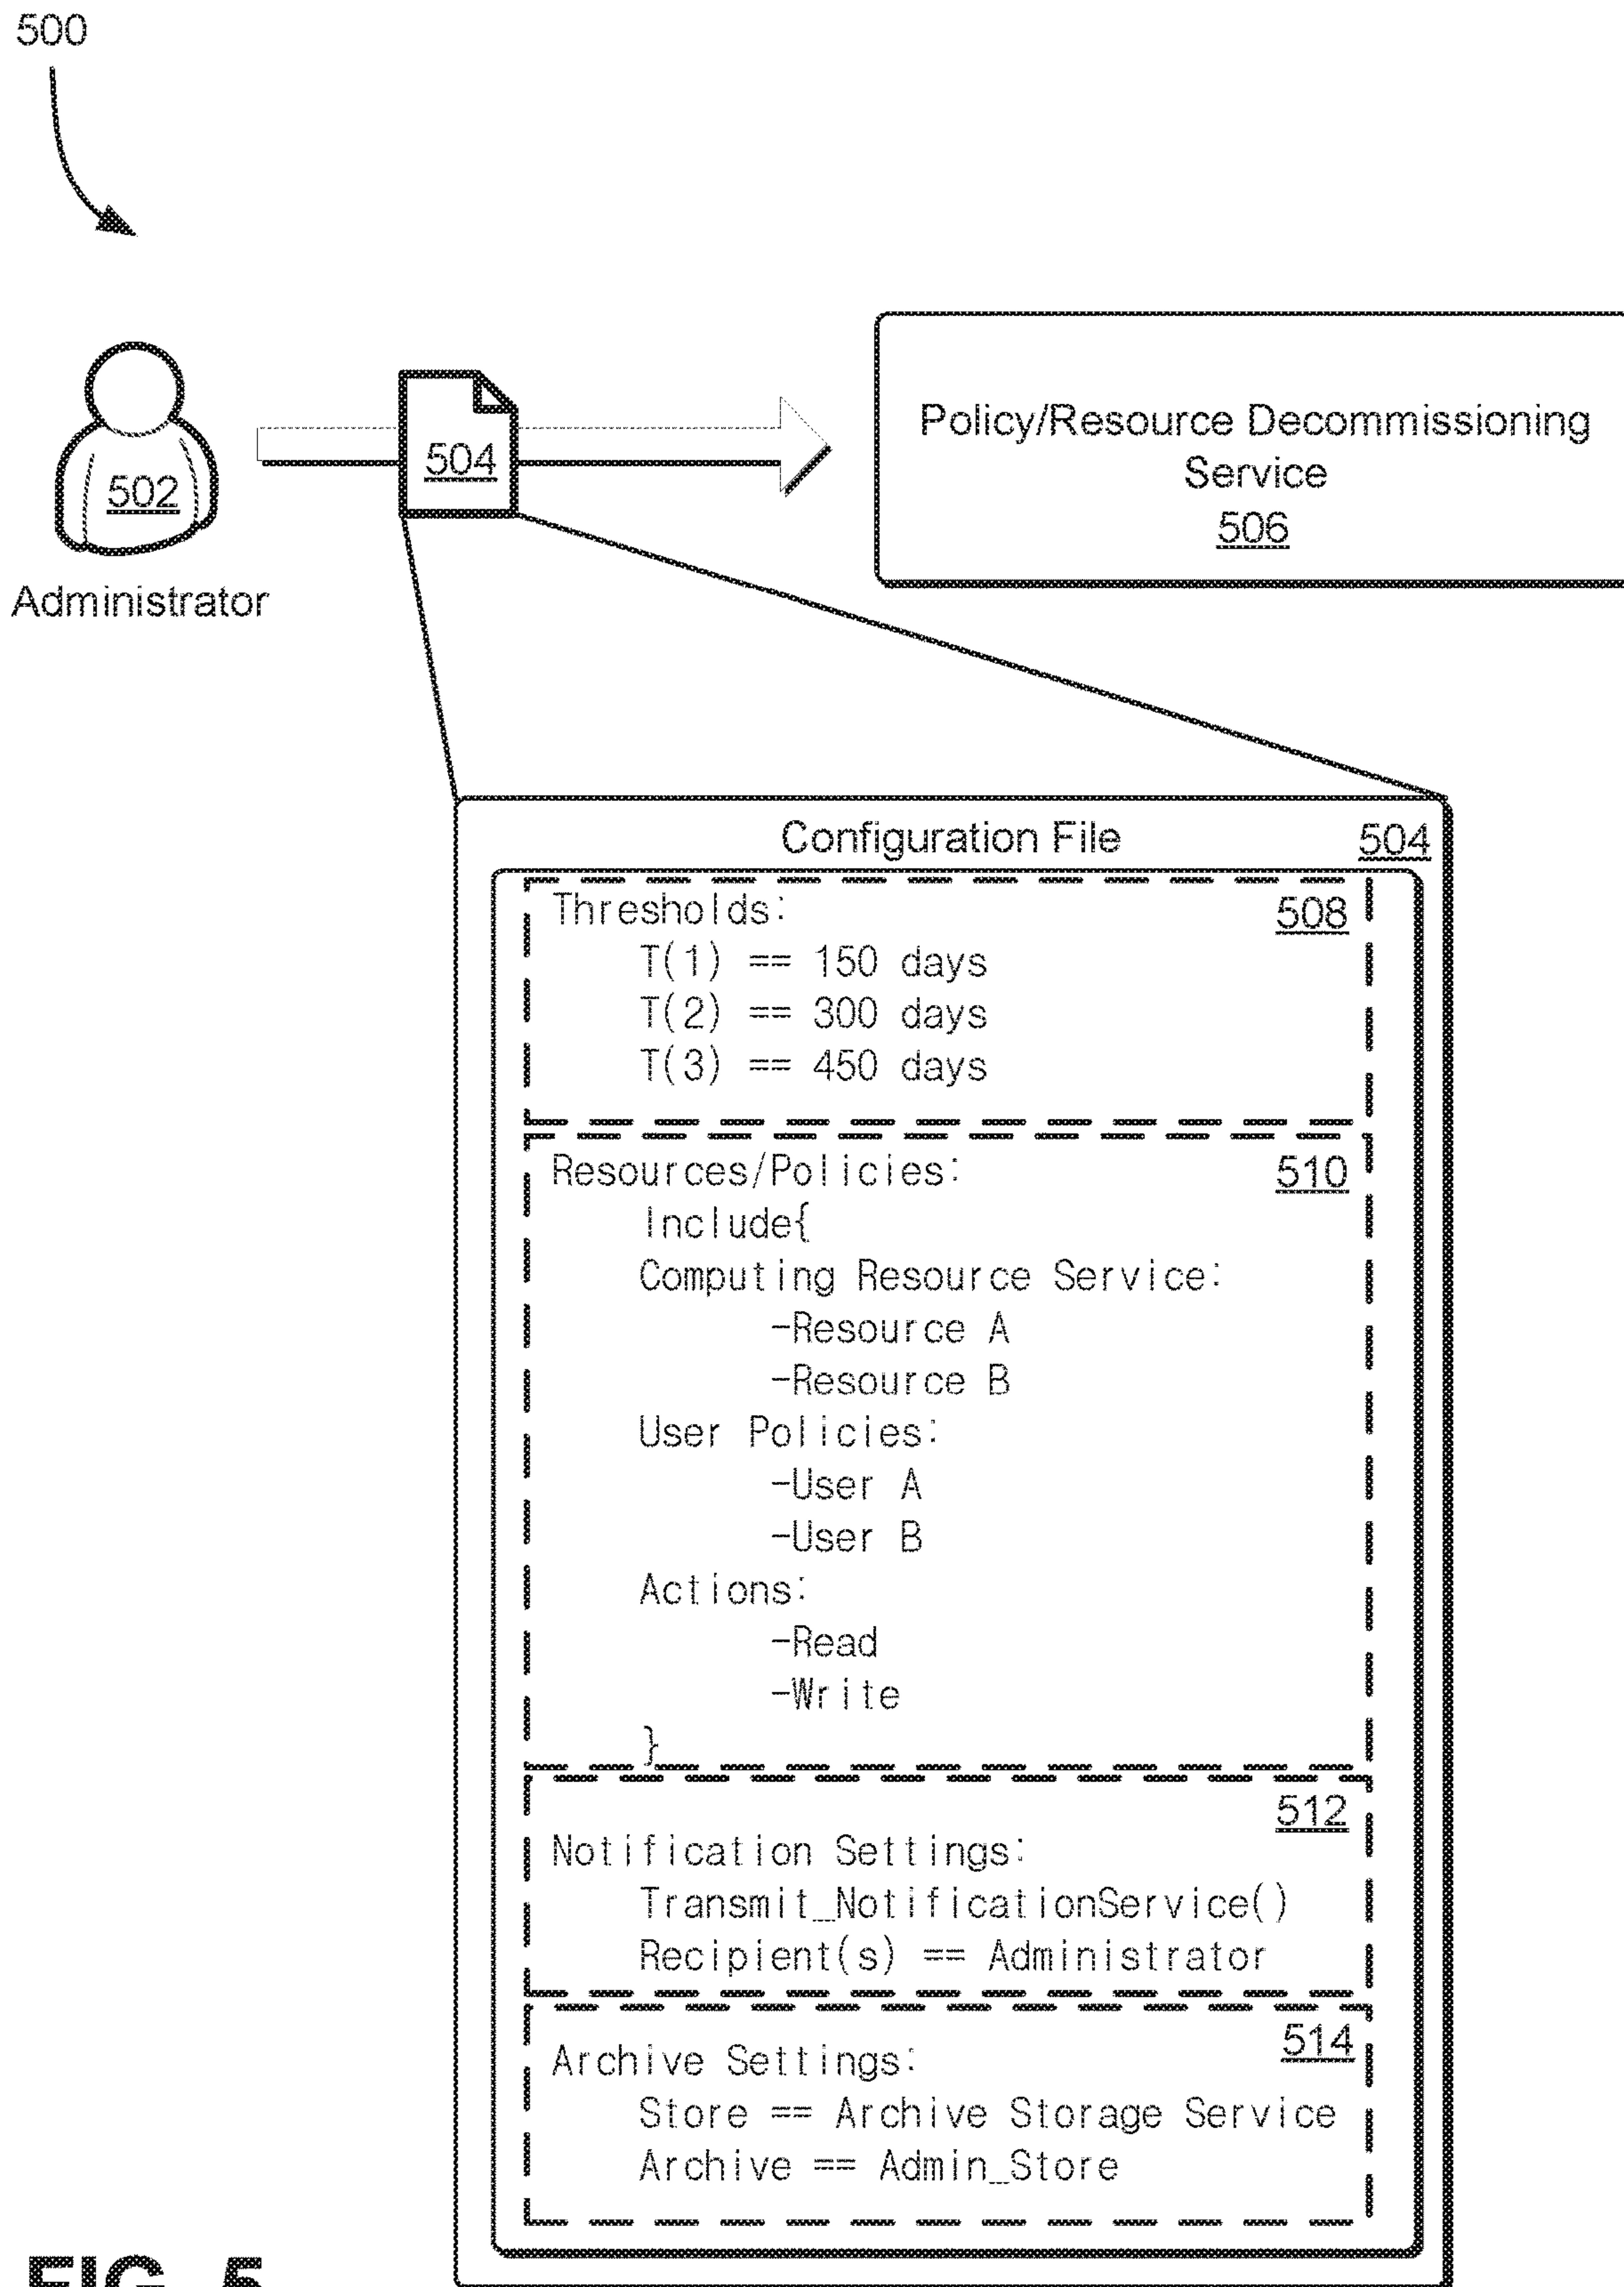 500
502
Administrator
504
Policy/Resource Decommissioning
Service
506
Configuration File 504
Thresholds: 508
T(1) == 150 days
T(2) == 300 days
T(3) == 450 days
Resources/Policies: 510
Include{
Computing Resource Service:
-Resource A
-Resource B
User Policies:
-User A
-User B
Actions:
-Read
-Write
}
512
Notification Settings:
Transmit_NotificationService()
Recipient(s) == Administrator
514
Archive Settings:
Store == Archive Storage Service
Archive == Admin_Store
FIG. 5